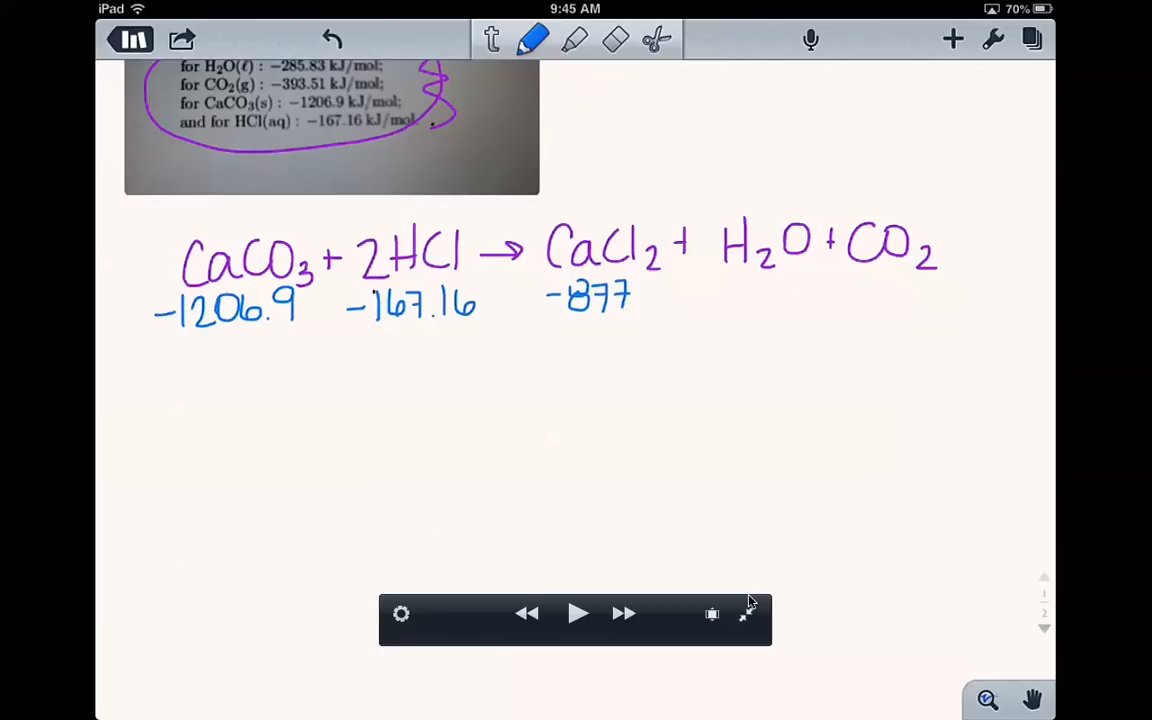 iPad 9:45 AM 70%
t
for H₂O(ℓ) : −285.83 kJ/mol;
for CO₂(g) : −393.51 kJ/mol;
for CaCO₃(s) : −1206.9 kJ/mol;
and for HCl(aq) : −167.16 kJ/mol.
CaCO₃ + 2HCl → CaCl₂ + H₂O + CO₂
-1206.9 -167.16 -877
1
2